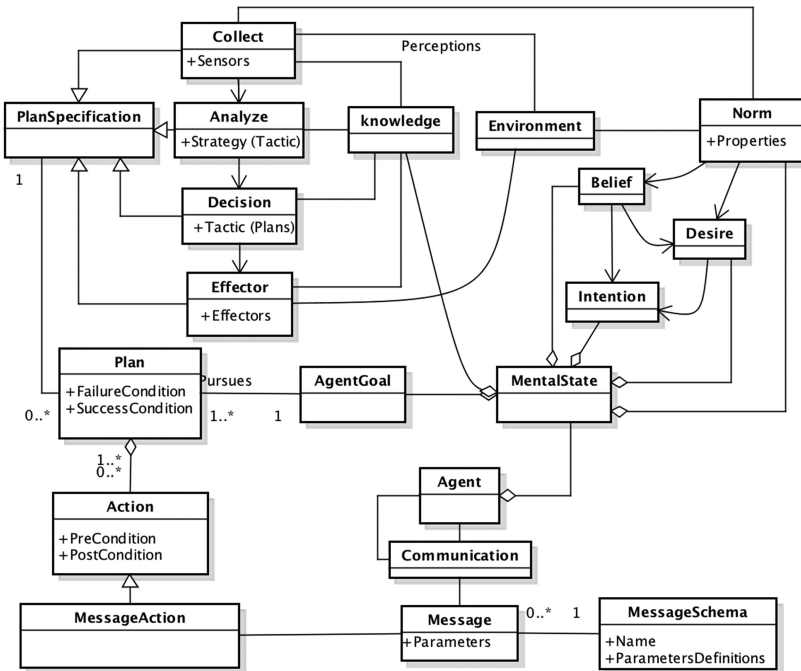 Collect
+Sensors
Perceptions
PlanSpecification
Analyze
+Strategy (Tactic)
knowledge
Environment
Norm
+Properties
1
Belief
Decision
+Tactic (Plans)
Desire
Effector
+Effectors
Intention
Plan
+FailureCondition
+SuccessCondition
Pursues
AgentGoal
MentalState
0..*
1..*
1
1..*
0..*
Agent
Action
+PreCondition
+PostCondition
Communication
MessageAction
Message
+Parameters
0..*
1
MessageSchema
+Name
+ParametersDefinitions